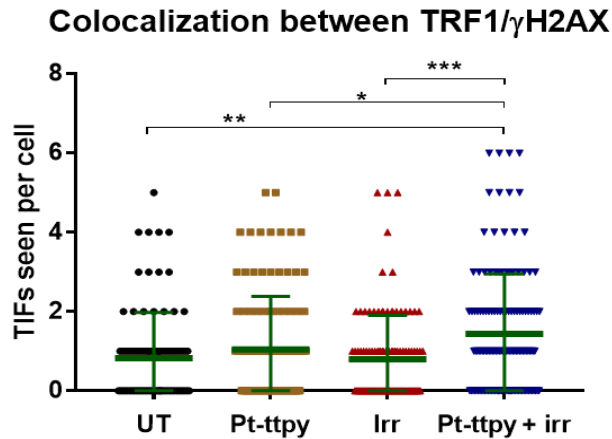 Colocalization between TRF1/γH2AX
TIFs seen per cell
8
6
4
2
0
***
*
**
UT
Pt-ttpy
Irr
Pt-ttpy + irr